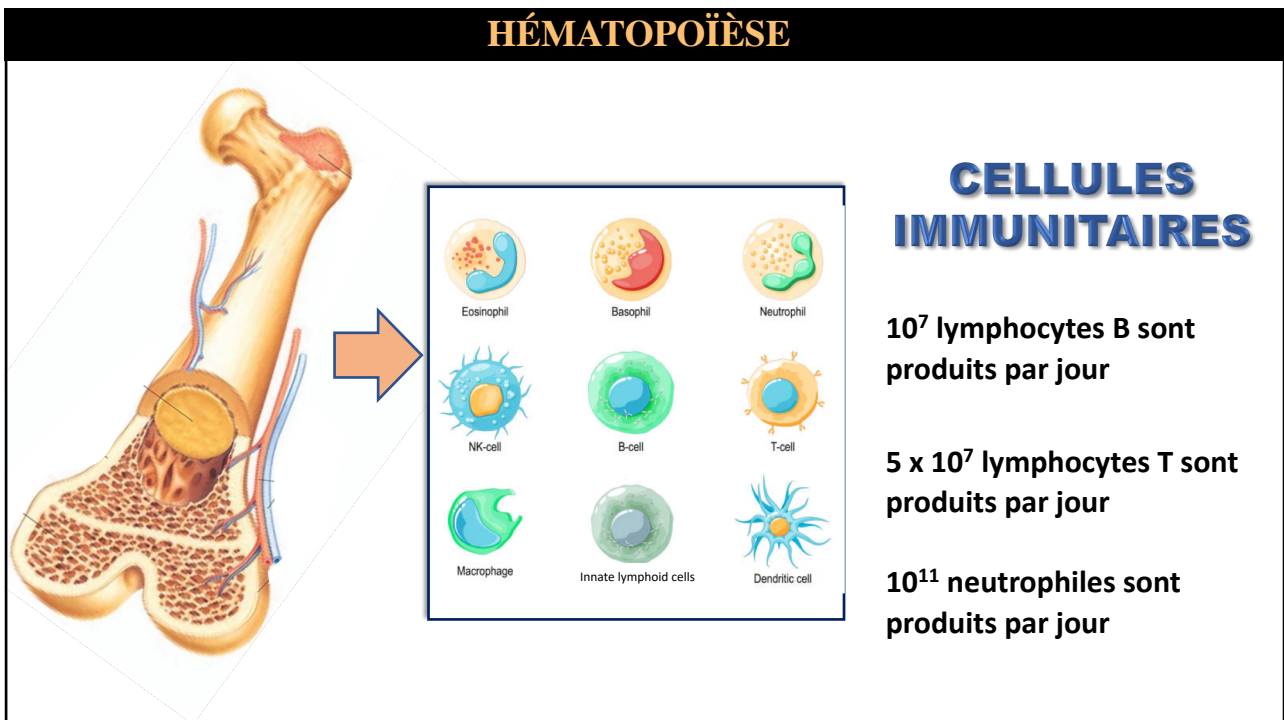 HÉMATOPOÏÈSE
CELLULES
IMMUNITAIRES
Eosinophil
Basophil
Neutrophil
NK-cell
B-cell
T-cell
Macrophage
Innate lymphoid cells
Dendritic cell
10⁷ lymphocytes B sont
produits par jour
5 x 10⁷ lymphocytes T sont
produits par jour
10¹¹ neutrophiles sont
produits par jour